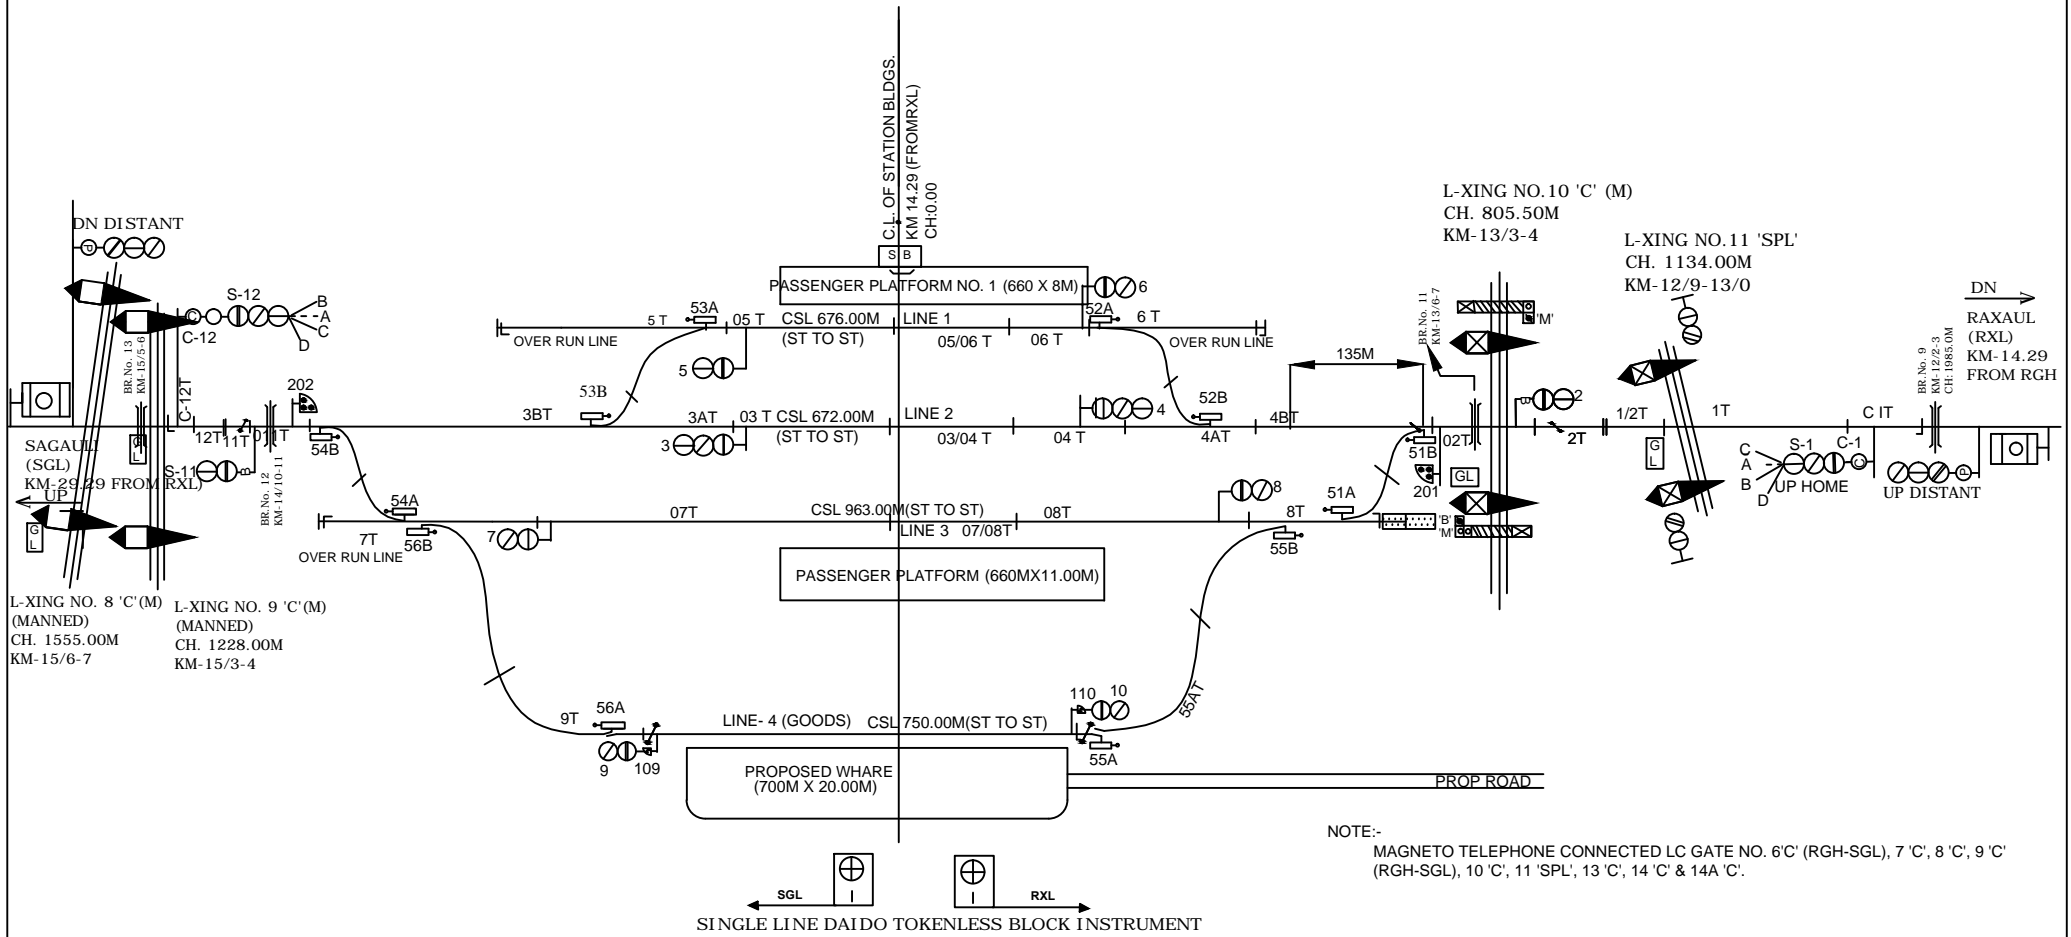 C.L. OF STATION BLDGS.
KM 14.29 (FROMRXL)
CH:0.00
S B
PASSENGER PLATFORM NO. 1 (660 X 8M)
6
DN DISTANT
P
S-12
C
C-12
B
A
C
D
BR.No. 13
KM-15/5-6
C-12T
202
12T
11T
011T
SAGAULI
(SGL)
KM-29.29 FROM RXL)
UP
G
L
G
L
S-11
B
BR.No. 12
KM-14/10-11
54B
L-XING NO. 8 'C'(M)
(MANNED)
CH. 1555.00M
KM-15/6-7
L-XING NO. 9 'C'(M)
(MANNED)
CH. 1228.00M
KM-15/3-4
5 T
53A
05 T
CSL 676.00M
(ST TO ST)
LINE 1
05/06 T
06 T
52A
6 T
OVER RUN LINE
OVER RUN LINE
5
53B
3BT
3AT
03 T
CSL 672.00M
(ST TO ST)
LINE 2
03/04 T
04 T
4
52B
4AT
4BT
135M
3
54A
56B
7T
OVER RUN LINE
7
07T
CSL 963.00M(ST TO ST)
LINE 3
07/08T
08T
8
8T
51A
55B
PASSENGER PLATFORM (660MX11.00M)
9T
56A
9
109
LINE- 4 (GOODS)
CSL 750.00M(ST TO ST)
110
10
55A
55AT
PROPOSED WHARE
(700M X 20.00M)
PROP ROAD
L-XING NO.10 'C' (M)
CH. 805.50M
KM-13/3-4
'M'
BR.No. 11
KM-13/6-7
51B
02T
201
GL
'B'
'M'
B
2
2T
L-XING NO.11 'SPL'
CH. 1134.00M
KM-12/9-13/0
1/2T
1T
G
L
C IT
BR.No. 9
KM-12/2-3
CH:1985.0M
C
A
B
D
S-1
C-1
C
UP HOME
P
UP DISTANT
DN
RAXAUL
(RXL)
KM-14.29
FROM RGH
NOTE:-
MAGNETO TELEPHONE CONNECTED LC GATE NO. 6'C' (RGH-SGL), 7 'C', 8 'C', 9 'C'
(RGH-SGL), 10 'C', 11 'SPL', 13 'C', 14 'C' & 14A 'C'.
SGL
RXL
SINGLE LINE DAIDO TOKENLESS BLOCK INSTRUMENT